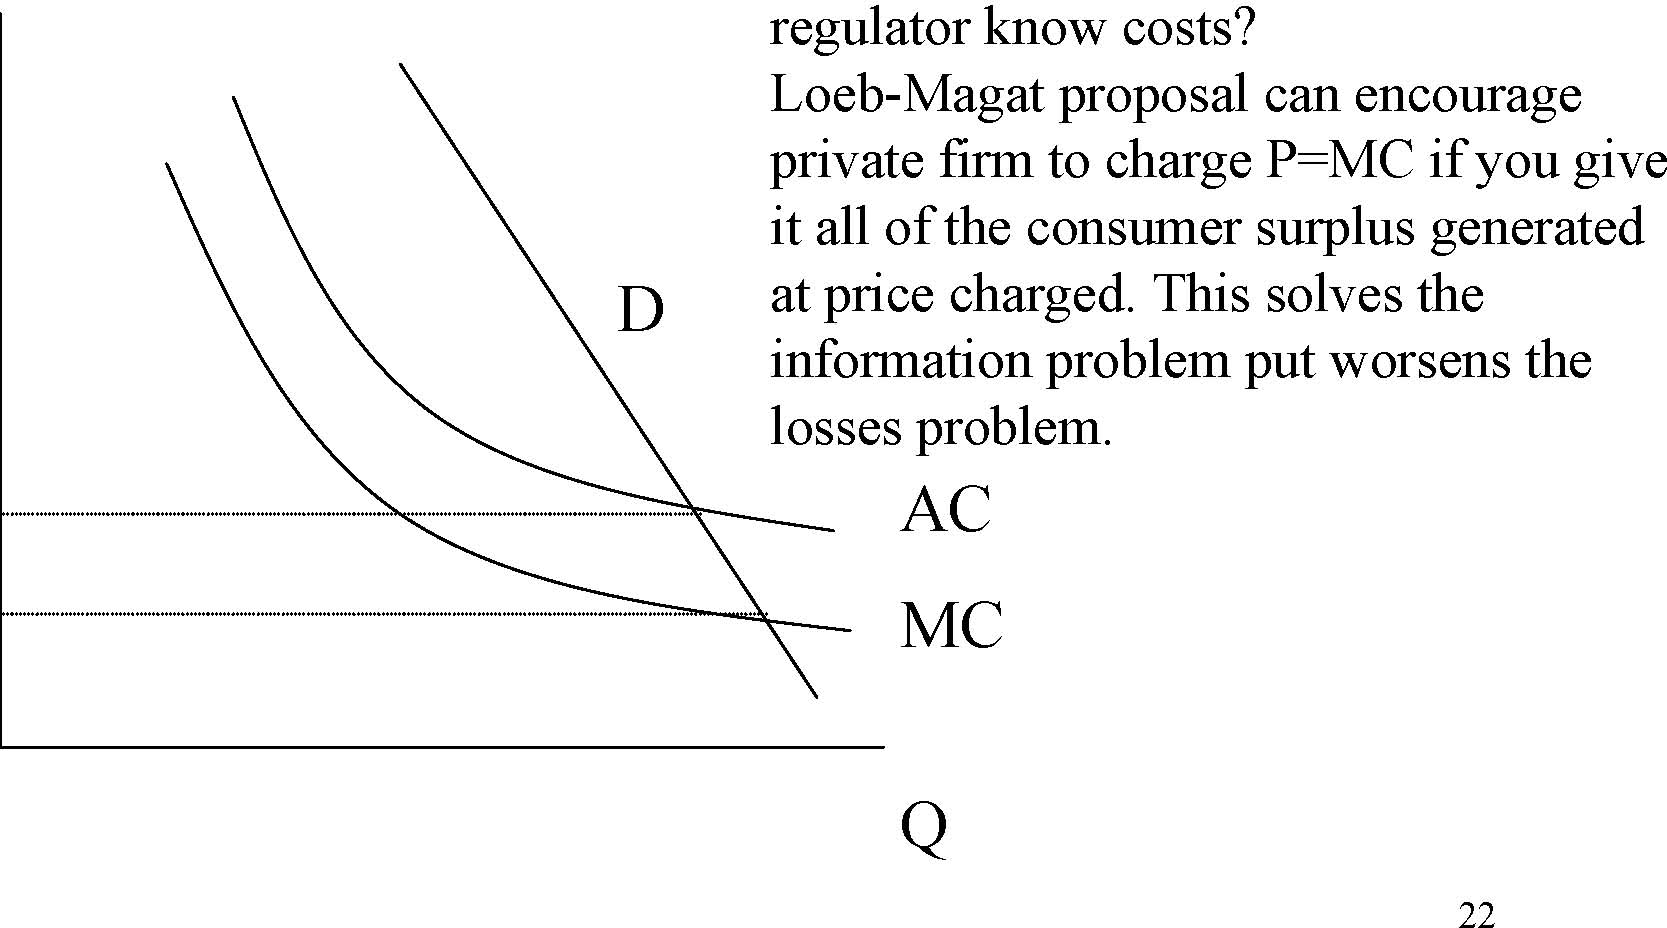 regulator know costs?
Loeb-Magat proposal can encourage
private firm to charge P=MC if you give
it all of the consumer surplus generated
at price charged. This solves the
information problem put worsens the
losses problem.
D
AC
MC
Q
22